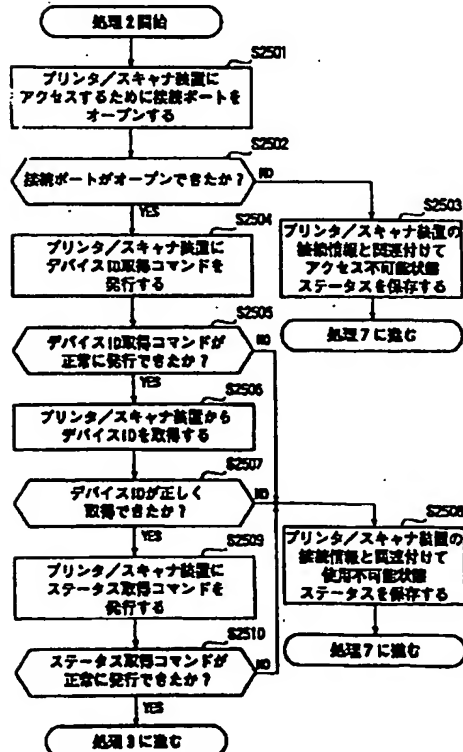 処理2開始
S2501
プリンタ/スキャナ装置に
アクセスするために接続ポートを
オープンする
S2502
接続ポートがオープンできたか?
NO
YES
S2503
プリンタ/スキャナ装置の
接続情報と関連付けて
アクセス不可能状態
ステータスを保存する
処理7に進む
S2504
プリンタ/スキャナ装置に
デバイスID取得コマンドを
発行する
S2505
デバイスID取得コマンドが
正常に発行できたか?
NO
YES
S2506
プリンタ/スキャナ装置から
デバイスIDを取得する
S2507
デバイスIDが正しく
取得できたか?
NO
YES
S2508
プリンタ/スキャナ装置の
接続情報と関連付けて
使用不可能状態
ステータスを保存する
処理7に進む
S2509
プリンタ/スキャナ装置に
ステータス取得コマンドを
発行する
S2510
ステータス取得コマンドが
正常に発行できたか?
NO
YES
処理3に進む